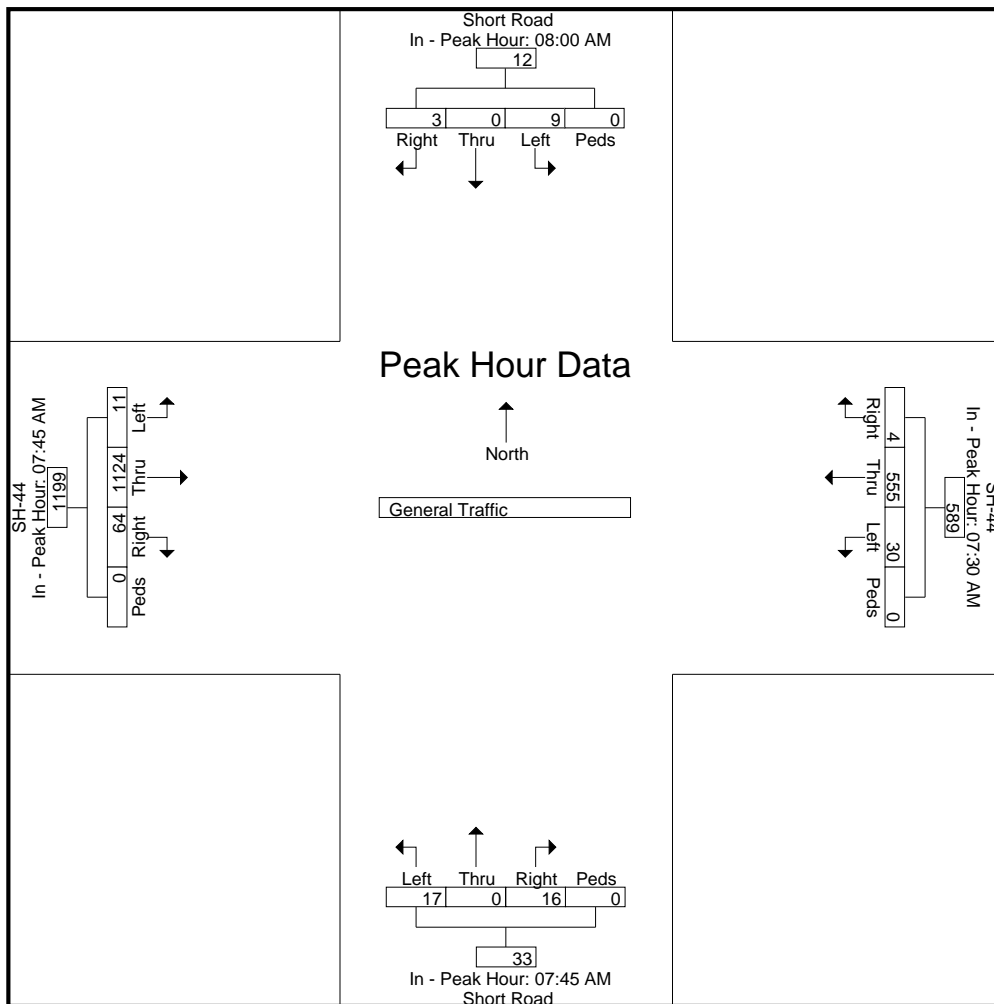 Short Road
In - Peak Hour: 08:00 AM
12
3 0 9 0
Right Thru Left Peds
Peak Hour Data
North
General Traffic
SH-44
In - Peak Hour: 07:45 AM
1199
11 1124 64 0
Left Thru Right Peds
SH-44
In - Peak Hour: 07:30 AM
589
4 555 30 0
Right Thru Left Peds
Left Thru Right Peds
17 0 16 0
33
In - Peak Hour: 07:45 AM
Short Road